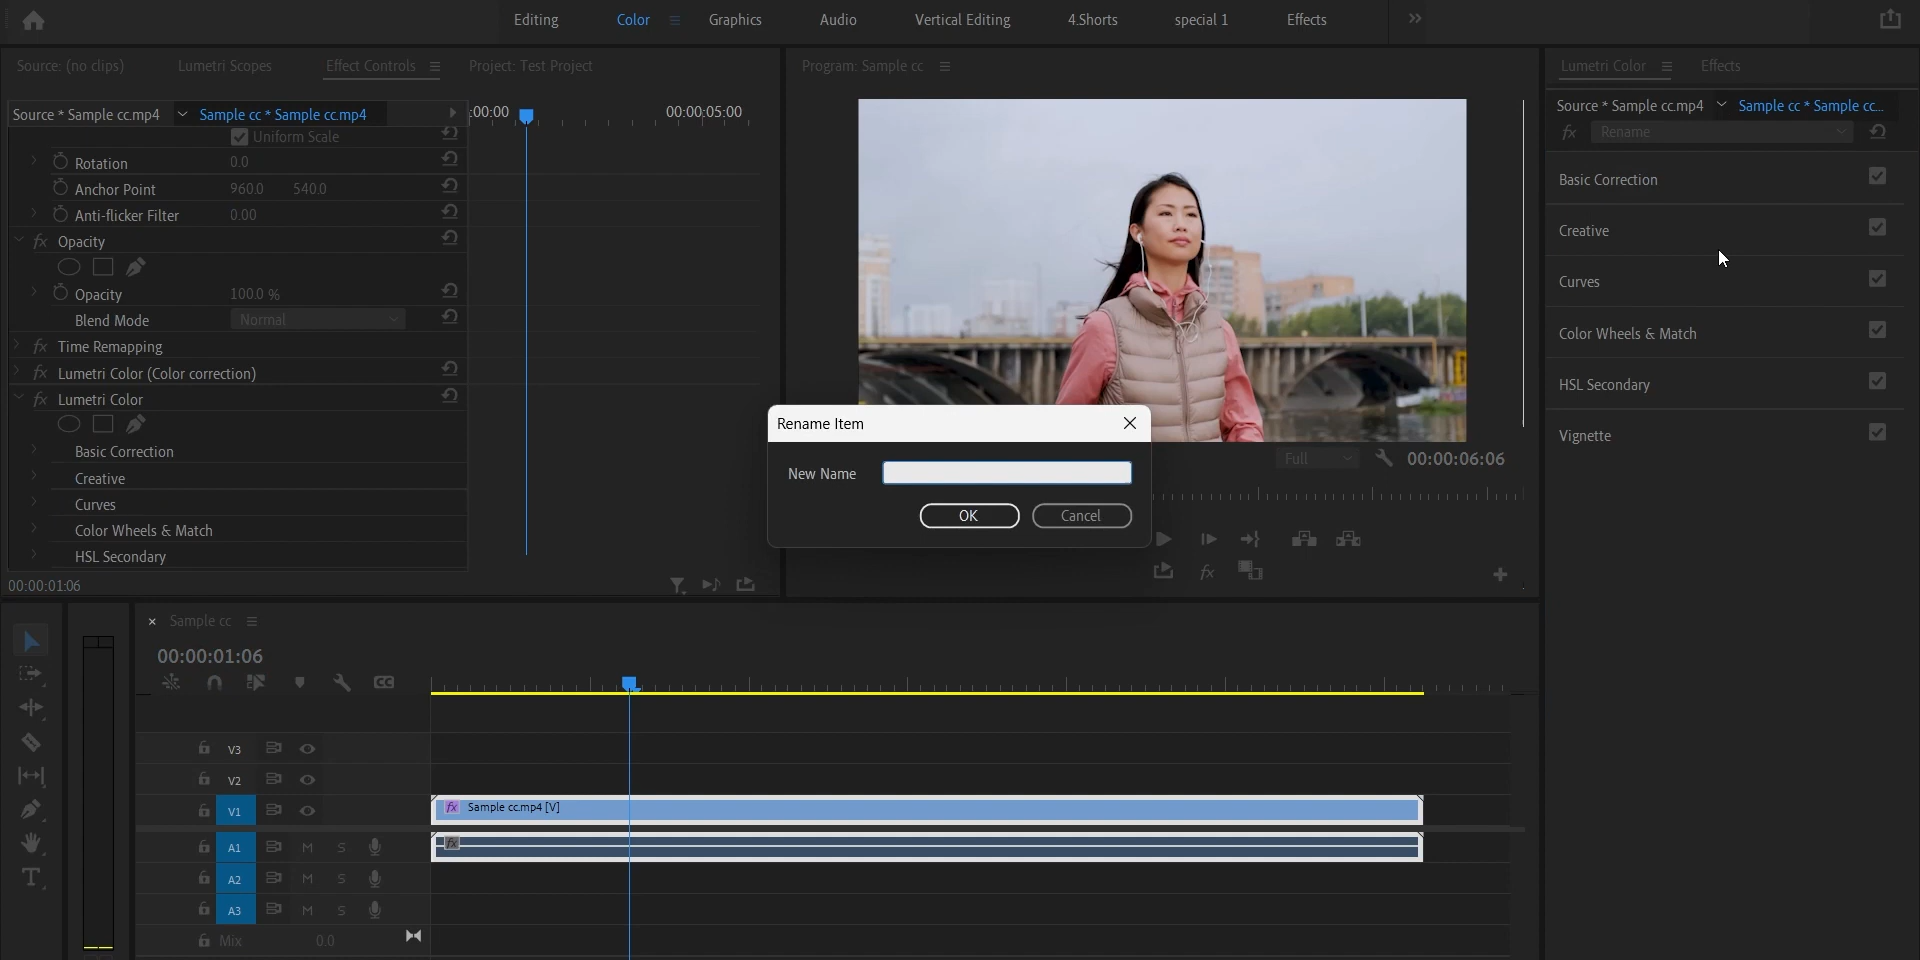 Editing
Color
Graphics
Audio
Vertical Editing
4.Shorts
special 1
Effects
Source: (no clips)
Lumetri Scopes
Effect Controls
Project: Test Project
Source * Sample cc.mp4
Sample cc * Sample cc.mp4
:00:00
00:00:05:00
Uniform Scale
Rotation
0.0
Anchor Point
960.0
540.0
Anti-flicker Filter
0.00
fx
Opacity
Opacity
100.0 %
Blend Mode
Normal
fx
Time Remapping
fx
Lumetri Color (Color correction)
fx
Lumetri Color
Basic Correction
Creative
Curves
Color Wheels & Match
HSL Secondary
00:00:01:06
Program: Sample cc
Full
00:00:06:06
fx
Rename Item
New Name
OK
Cancel
Lumetri Color
Effects
Source * Sample cc.mp4
Sample cc * Sample cc...
fx
Rename
Basic Correction
Creative
Curves
Color Wheels & Match
HSL Secondary
Vignette
Sample cc
00:00:01:06
CC
V3
V2
V1
fx
Sample cc.mp4 [V]
A1
M
S
fx
A2
M
S
A3
M
S
Mix
0.0
T